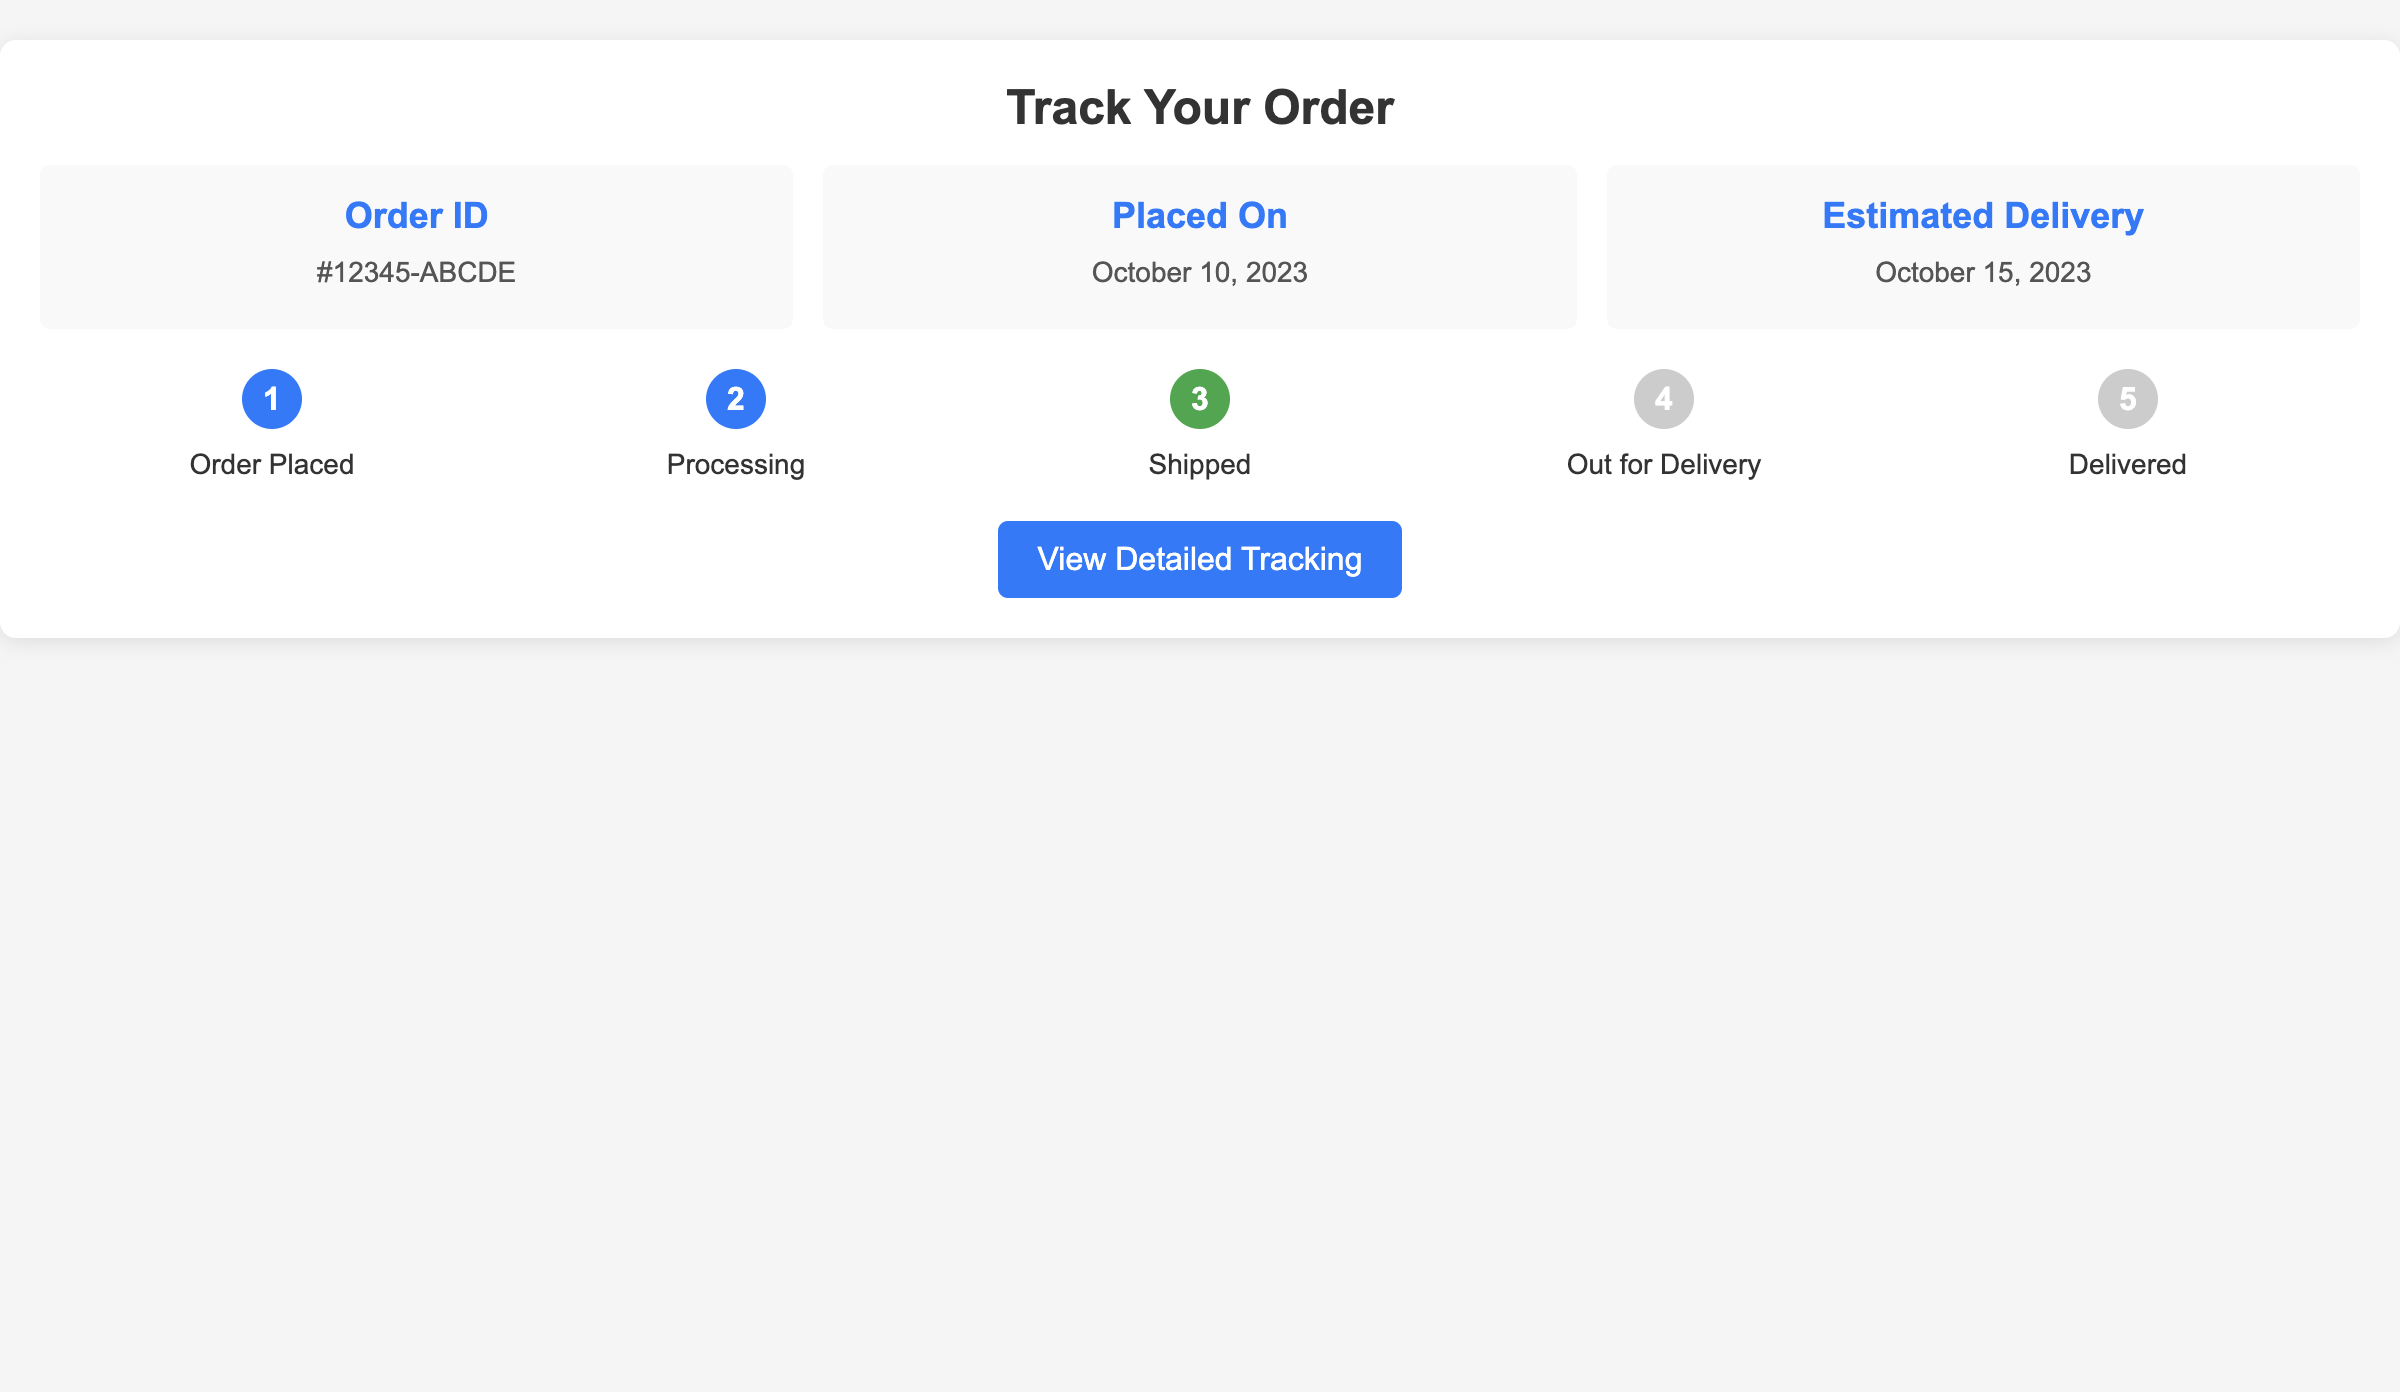 Track Your Order
Order ID
#12345-ABCDE
Placed On
October 10, 2023
Estimated Delivery
October 15, 2023
1
Order Placed
2
Processing
3
Shipped
4
Out for Delivery
5
Delivered
View Detailed Tracking